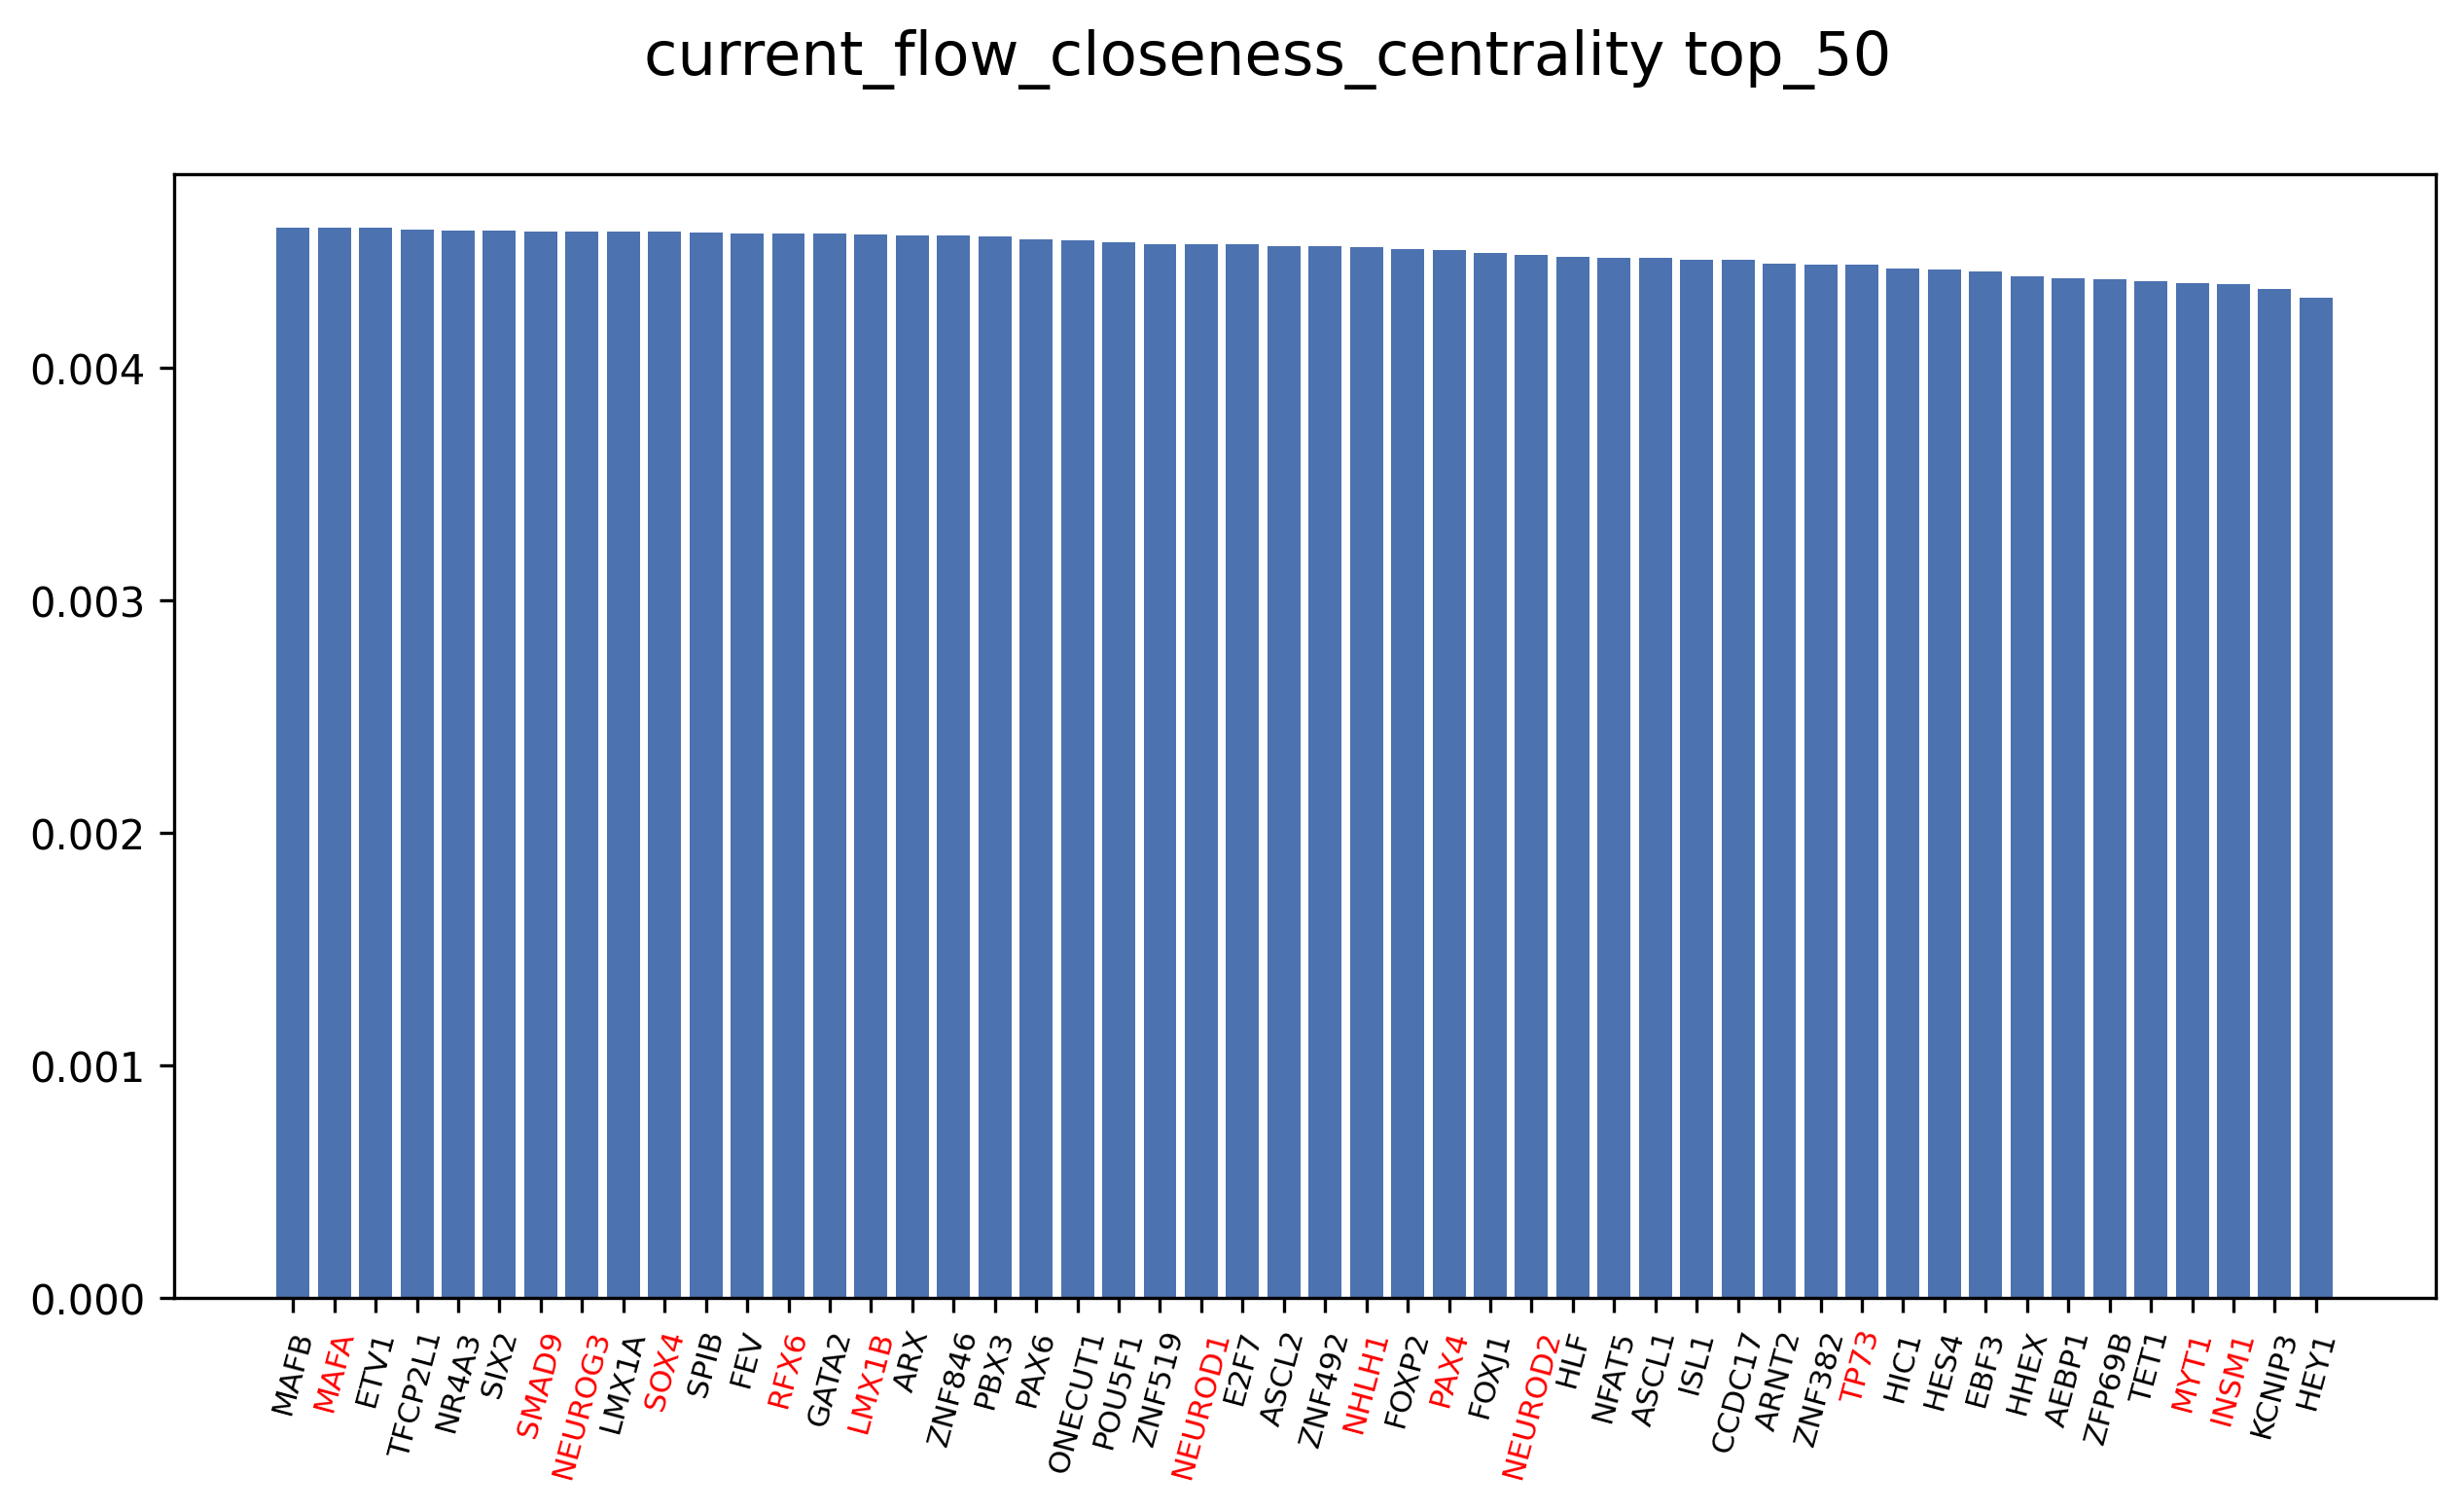 current_flow_closeness_centrality top_50
0.004
0.003
0.002
0.001
0.000
MAFB
MAFA
ETV1
TFCP2L1
NR4A3
SIX2
SMAD9
NEUROG3
LMX1A
SOX4
SPIB
FEV
RFX6
GATA2
LMX1B
ARX
ZNF846
PBX3
PAX6
ONECUT1
POU5F1
ZNF519
NEUROD1
E2F7
ASCL2
ZNF492
NHLH1
FOXP2
PAX4
FOXJ1
NEUROD2
HLF
NFAT5
ASCL1
ISL1
CCDC17
ARNT2
ZNF382
TP73
HIC1
HES4
EBF3
HHEX
AEBP1
ZFP69B
TET1
MYT1
INSM1
KCNIP3
HEY1